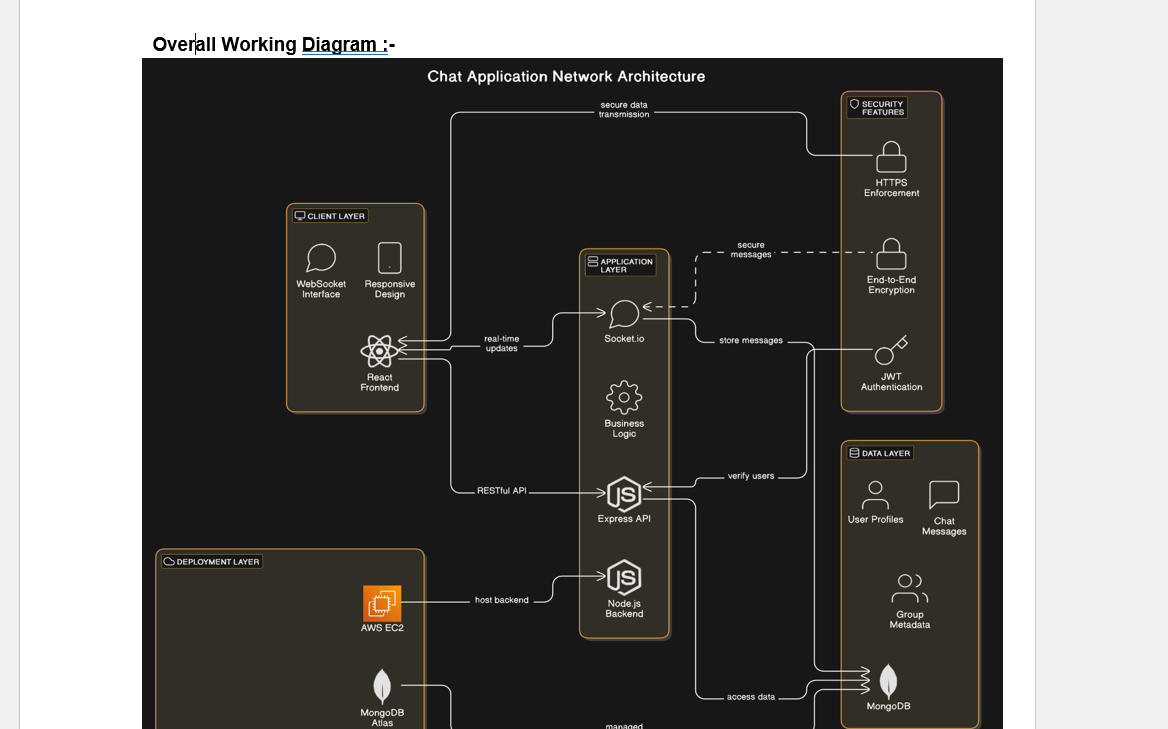 Overall Working Diagram :-
Chat Application Network Architecture
secure data
transmission
SECURITY
FEATURES
HTTPS
Enforcement
CLIENT LAYER
WebSocket
Interface
Responsive
Design
APPLICATION
LAYER
secure
messages
End-to-End
Encryption
real-time
updates
Socket.io
store messages
React
Frontend
JWT
Authentication
Business
Logic
DATA LAYER
verify users
RESTful API
JS
Express API
User Profiles
Chat
Messages
DEPLOYMENT LAYER
AWS EC2
host backend
JS
Node.js
Backend
Group
Metadata
MongoDB
Atlas
access data
MongoDB
managed